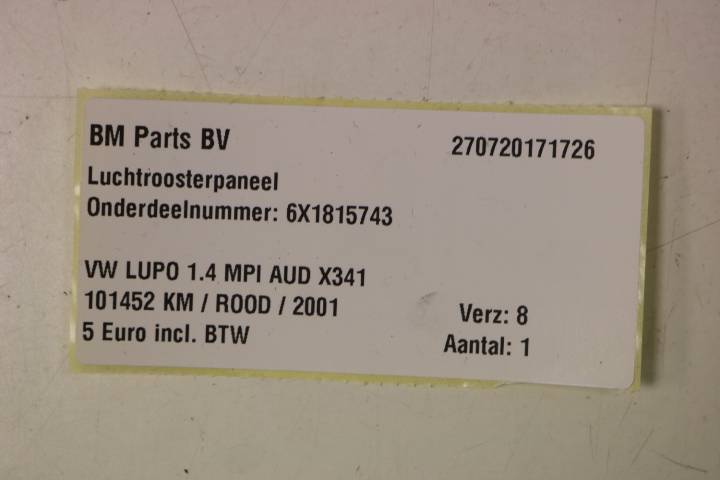 BM Parts BV 270720171726
Luchtroosterpaneel
Onderdeelnummer: 6X1815743
VW LUPO 1.4 MPI AUD X341
101452 KM / ROOD / 2001 Verz: 8
5 Euro incl. BTW Aantal: 1